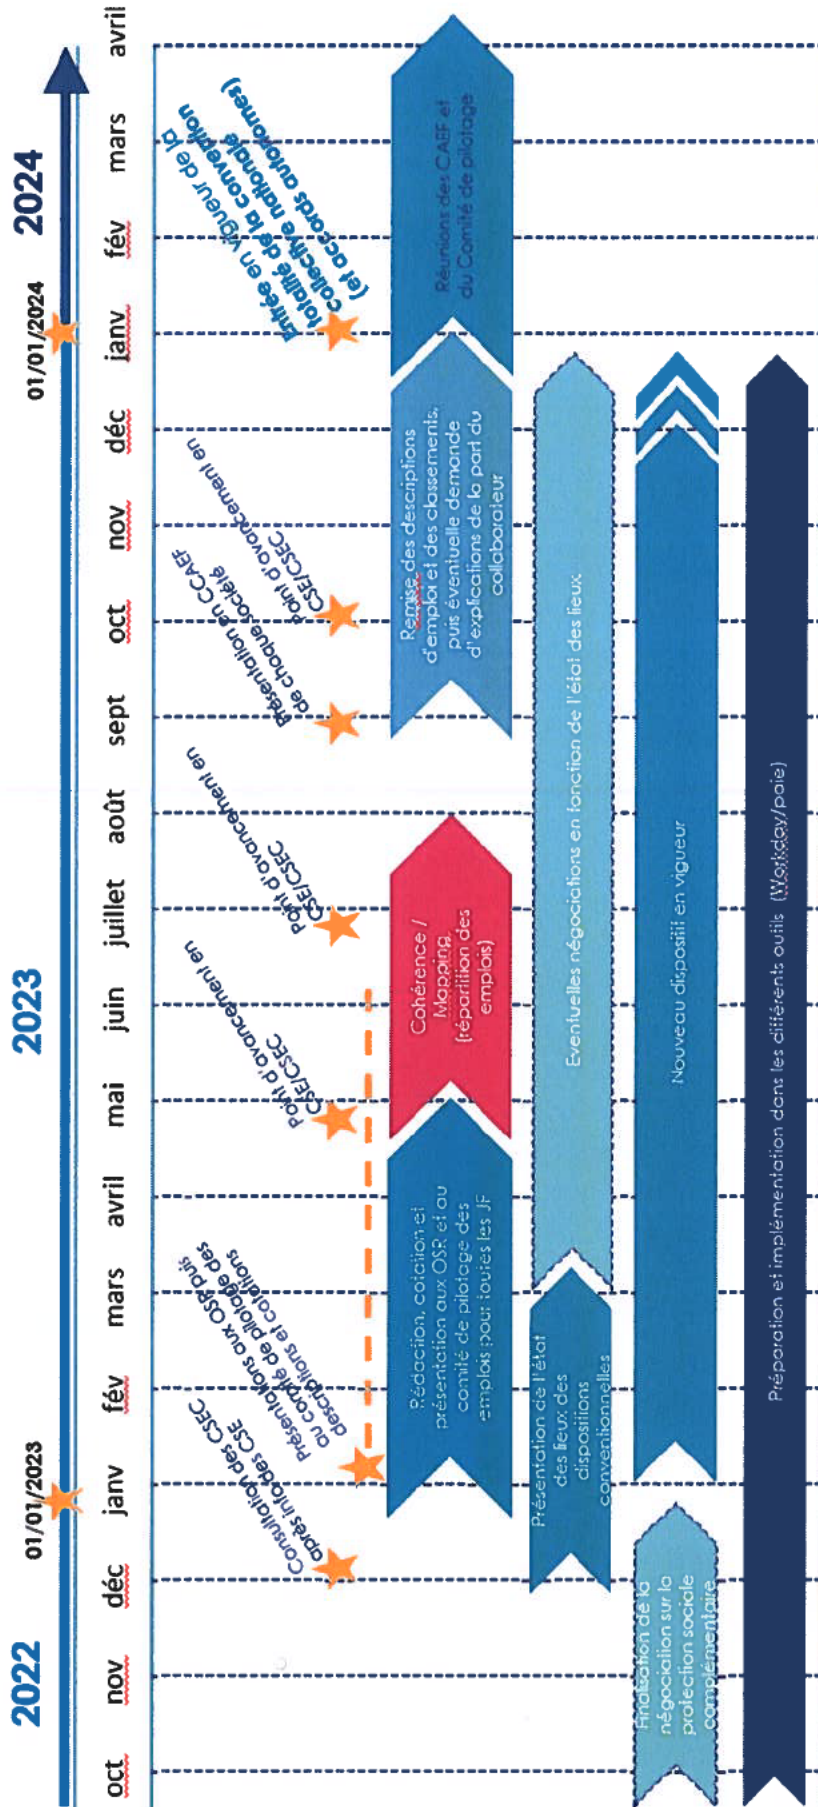 2022
2023
2024
01/01/2023
01/01/2024
oct
nov
déc
janv
fév
mars
avril
mai
juin
juillet
août
sept
oct
nov
déc
janv
fév
mars
avril
Consultation des CSEC
après info des CSE
Présentations aux OSR puis
au comité de pilotage des
descriptions et cotations
Point d'avancement en
CSE/CSEC
Point d'avancement en
CSE/CSEC
Présentation en CCAEF
de chaque société
Point d'avancement en
CSE/CSEC
Entrée en vigueur de la
totalité de la convention
collective nationale
(et accords autonomes)
Rédaction, cotation et
présentation aux OSR et au
comité de pilotage des
emplois pour toutes les JF
Cohérence /
Mapping
(répartition des
emplois)
Remise des descriptions
d'emploi et des classements,
puis éventuelle demande
d'explications de la part du
collaborateur
Réunions des CAEF et
du Comité de pilotage
Présentation de l'état
des lieux des
dispositions
conventionnelles
Eventuelles négociations en fonction de l'état des lieux
Finalisation de la
négociation sur la
protection sociale
complémentaire
Nouveau dispositif en vigueur
Préparation et implémentation dans les différents outils (Workday/paie)